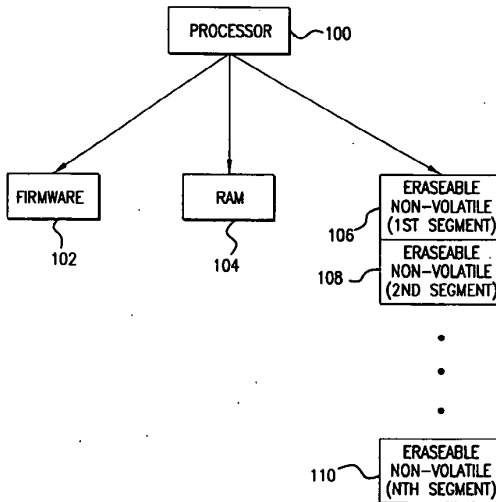 PROCESSOR
100
FIRMWARE
102
RAM
104
ERASEABLE
NON-VOLATILE
(1ST SEGMENT)
106
ERASEABLE
NON-VOLATILE
(2ND SEGMENT)
108
ERASEABLE
NON-VOLATILE
(NTH SEGMENT)
110